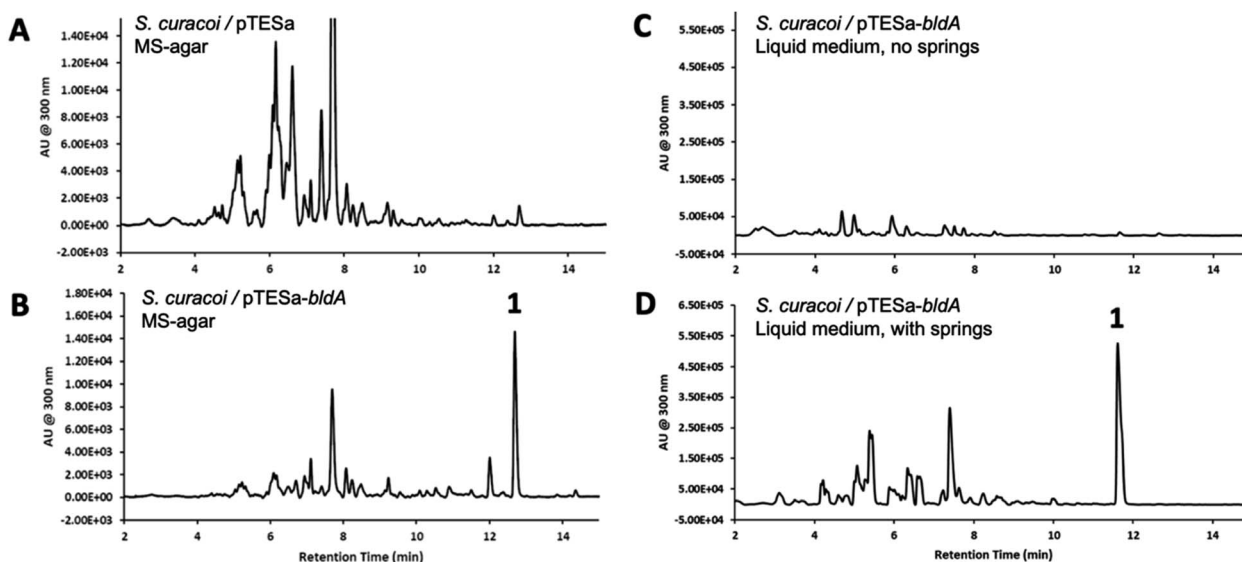 A
S. curacoi / pTESa
MS-agar
AU @ 300 nm
1.40E+04
1.20E+04
1.00E+04
8.00E+03
6.00E+03
4.00E+03
2.00E+03
0.00E+00
-2.00E+03
2 4 6 8 10 12 14
B
S. curacoi / pTESa-bldA
MS-agar
1
AU @ 300 nm
1.80E+04
1.60E+04
1.40E+04
1.20E+04
1.00E+04
8.00E+03
6.00E+03
4.00E+03
2.00E+03
0.00E+00
-2.00E+03
2 4 6 8 10 12 14
Retention Time (min)
C
S. curacoi / pTESa-bldA
Liquid medium, no springs
AU @ 300 nm
5.50E+05
4.50E+05
3.50E+05
2.50E+05
1.50E+05
5.00E+04
-5.00E+04
2 4 6 8 10 12 14
D
S. curacoi / pTESa-bldA
Liquid medium, with springs
1
AU @ 300 nm
6.50E+05
5.50E+05
4.50E+05
3.50E+05
2.50E+05
1.50E+05
5.00E+04
-5.00E+04
2 4 6 8 10 12 14
Retention Time (min)